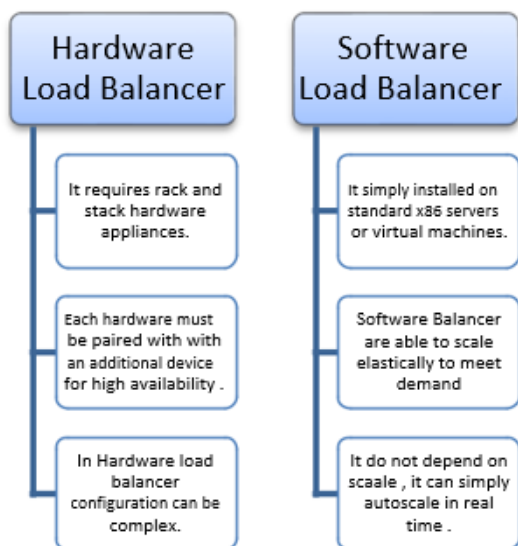 Hardware
Load Balancer
It requires rack and
stack hardware
appliances.
Each hardware must
be paired with with
an additional device
for high availability .
In Hardware load
balancer
configuration can be
complex.
Software
Load Balancer
It simply installed on
standard x86 servers
or virtual machines.
Software Balancer
are able to scale
elastically to meet
demand
It do not depend on
scaale , it can simply
autoscale in real
time .